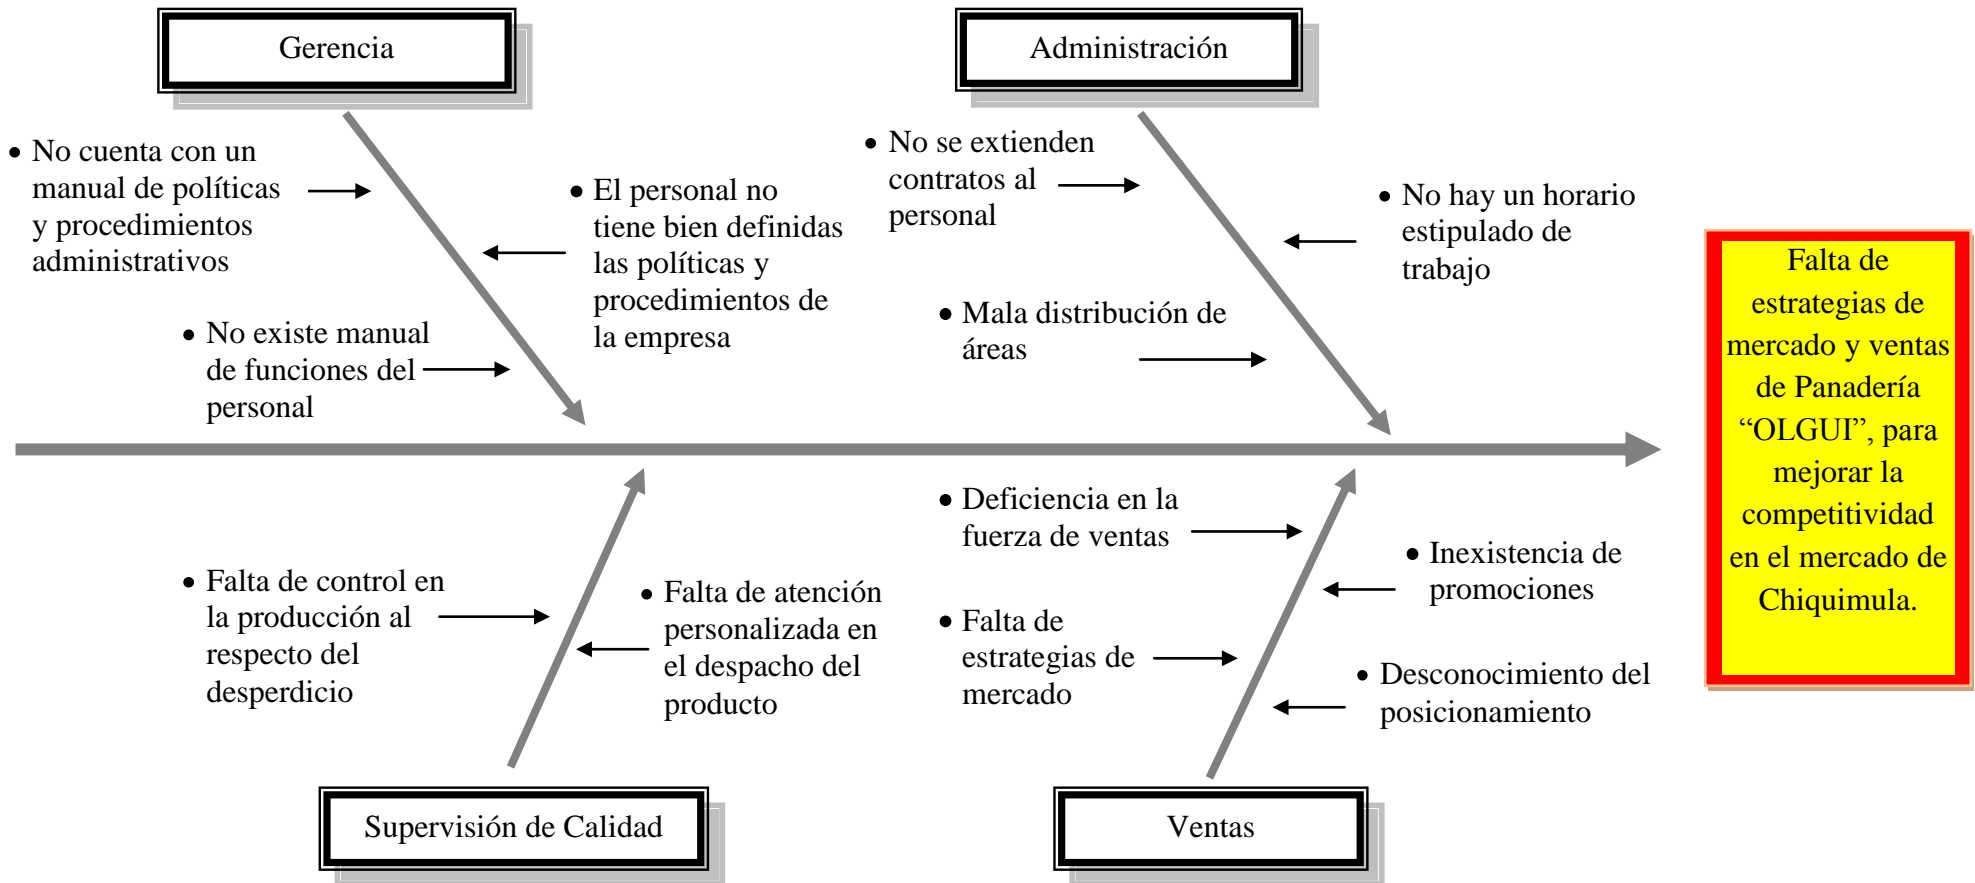 Gerencia
Administración
• No cuenta con un
manual de políticas
y procedimientos
administrativos
• El personal no
tiene bien definidas
las políticas y
procedimientos de
la empresa
• No existe manual
de funciones del
personal
• No se extienden
contratos al
personal
• No hay un horario
estipulado de
trabajo
• Mala distribución de
áreas
Falta de
estrategias de
mercado y ventas
de Panadería
“OLGUI”, para
mejorar la
competitividad
en el mercado de
Chiquimula.
• Falta de control en
la producción al
respecto del
desperdicio
• Falta de atención
personalizada en
el despacho del
producto
• Deficiencia en la
fuerza de ventas
• Inexistencia de
promociones
• Falta de
estrategias de
mercado
• Desconocimiento del
posicionamiento
Supervisión de Calidad
Ventas